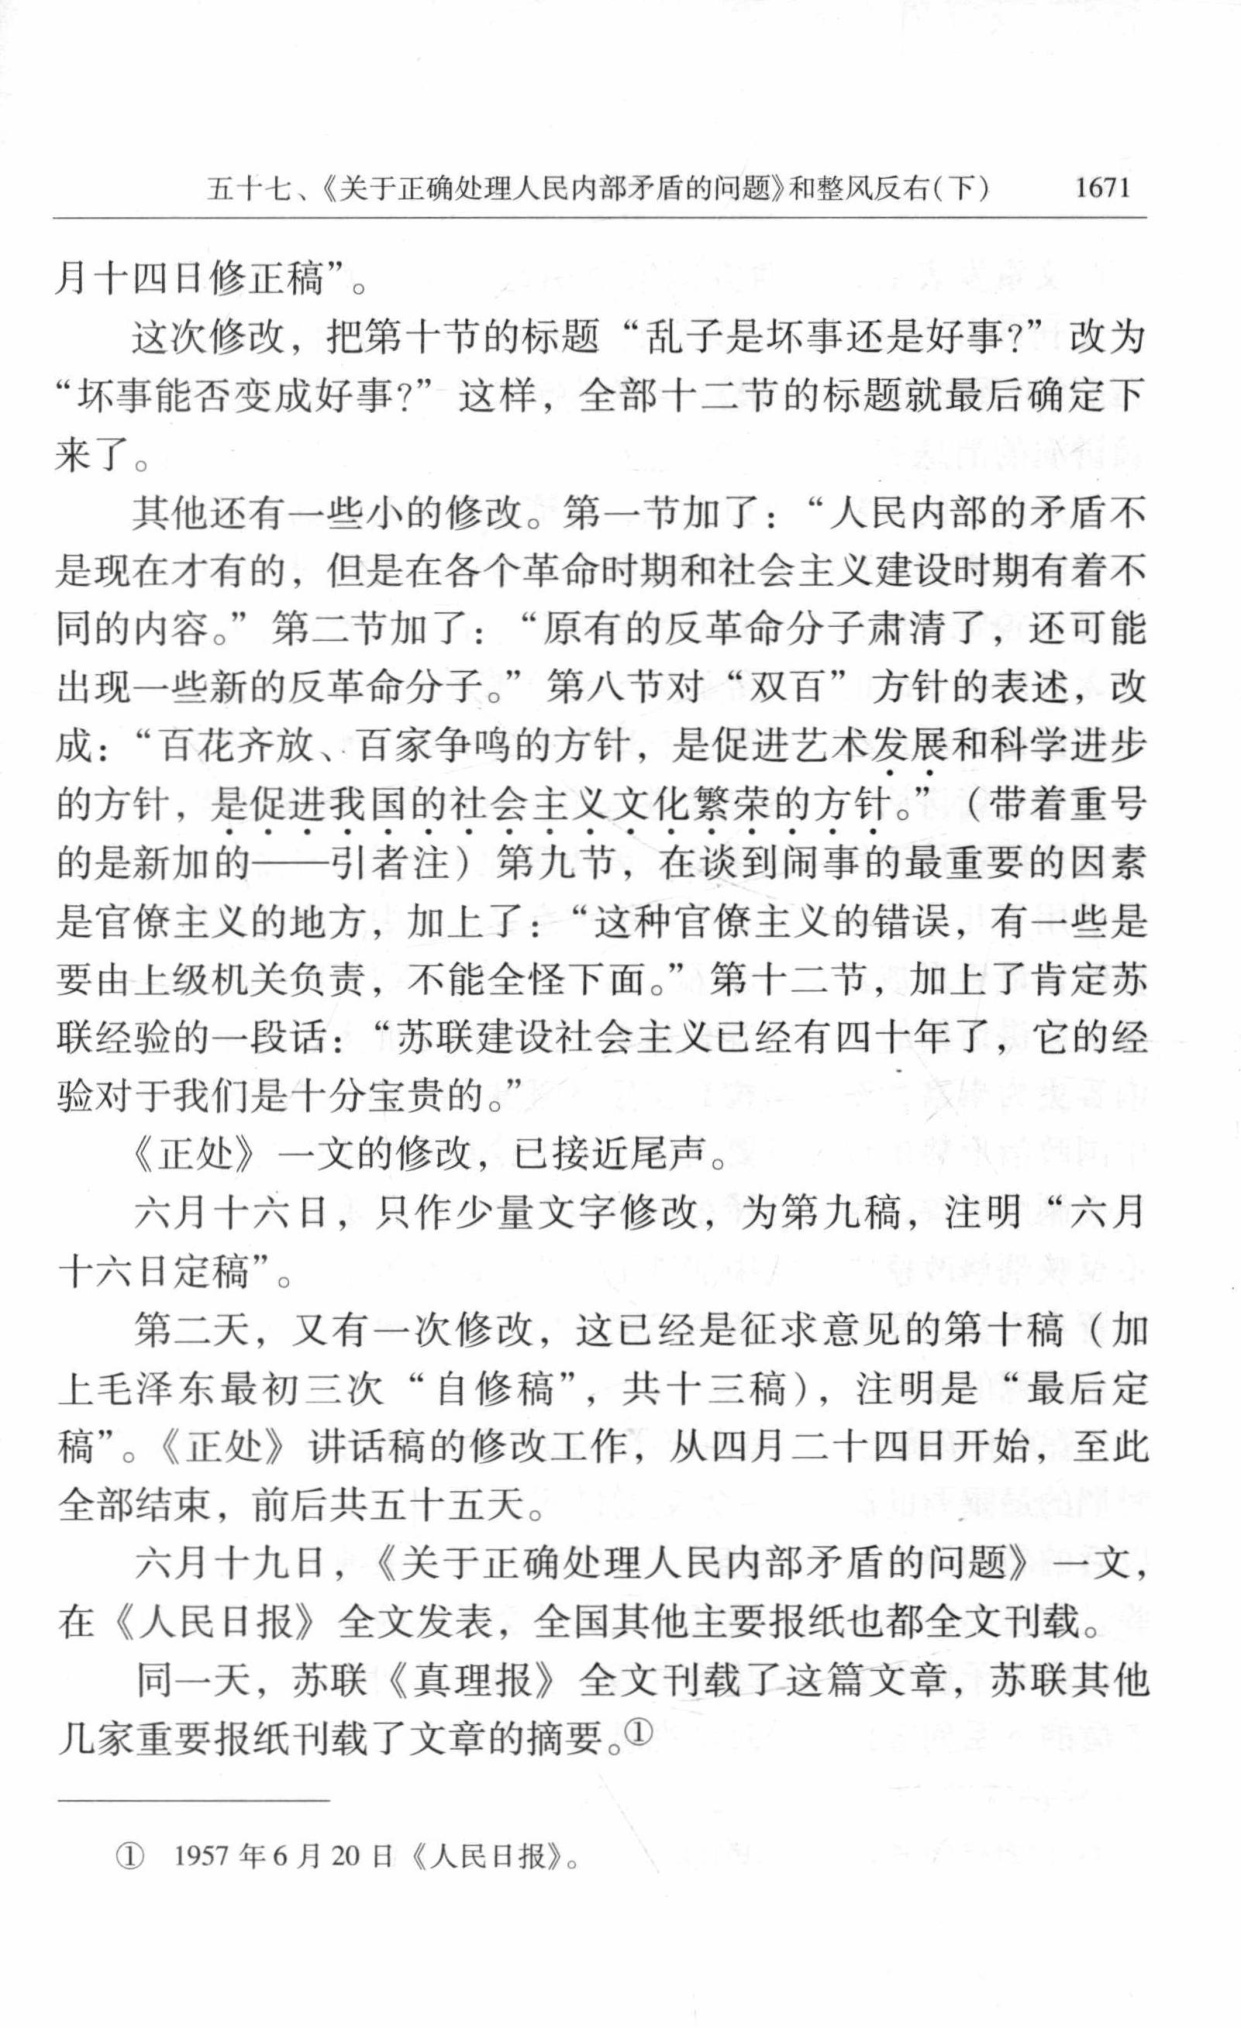 五十七、《关于正确处理人民内部矛盾的问题》和整风反右(下) 1671
月十四日修正稿”。
这次修改，把第十节的标题“乱子是坏事还是好事?”改为
“坏事能否变成好事?”这样，全部十二节的标题就最后确定下
来了。
其他还有一些小的修改。第一节加了：“人民内部的矛盾不
是现在才有的，但是在各个革命时期和社会主义建设时期有着不
同的内容。”第二节加了：“原有的反革命分子肃清了，还可能
出现一些新的反革命分子。”第八节对“双百”方针的表述，改
成：“百花齐放、百家争鸣的方针，是促进艺术发展和科学进步
的方针，是促进我国的社会主义文化繁荣的方针。”（带着重号
的是新加的——引者注）第九节，在谈到闹事的最重要的因素
是官僚主义的地方，加上了：“这种官僚主义的错误，有一些是
要由上级机关负责，不能全怪下面。”第十二节，加上了肯定苏
联经验的一段话：“苏联建设社会主义已经有四十年了，它的经
验对于我们是十分宝贵的。”
《正处》一文的修改，已接近尾声。
六月十六日，只作少量文字修改，为第九稿，注明“六月
十六日定稿”。
第二天，又有一次修改，这已经是征求意见的第十稿（加
上毛泽东最初三次“自修稿”，共十三稿），注明是“最后定
稿”。《正处》讲话稿的修改工作，从四月二十四日开始，至此
全部结束，前后共五十五天。
六月十九日，《关于正确处理人民内部矛盾的问题》一文，
在《人民日报》全文发表，全国其他主要报纸也都全文刊载。
同一天，苏联《真理报》全文刊载了这篇文章，苏联其他
几家重要报纸刊载了文章的摘要。①
① 1957年6月20日《人民日报》。